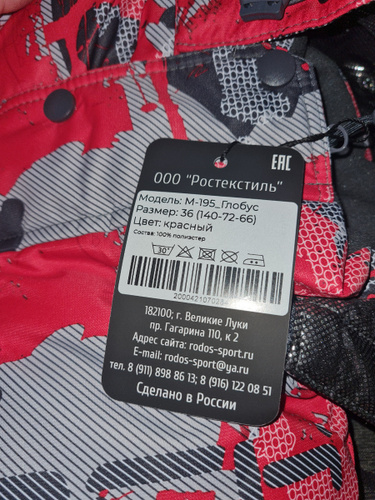 EAC
ООО "Ростекстиль"
Модель: М-195_Глобус
Размер: 36 (140-72-66)
Цвет: красный
Состав: 100% полиэстер
30°
182100; г. Великие Луки
пр. Гагарина 110, к 2
Адрес сайта: rodos-sport.ru
E-mail: rodos-sport@ya.ru
тел. 8 (911) 898 86 13; 8 (916) 122 08 51
Сделано в России